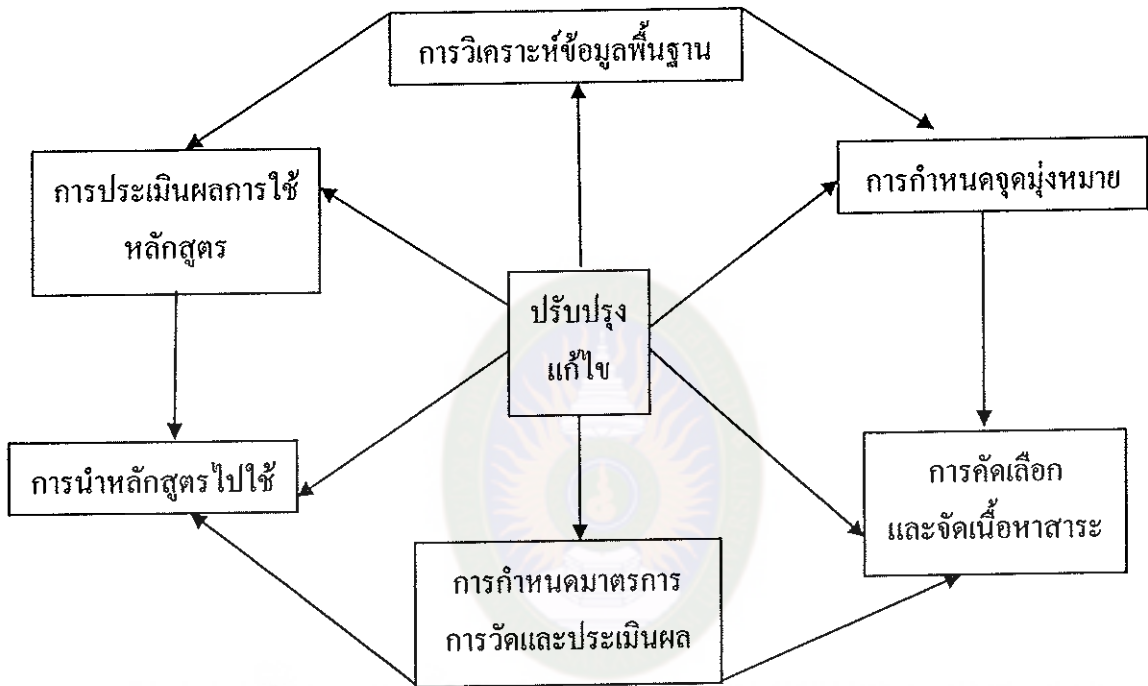 การวิเคราะห์ข้อมูลพื้นฐาน
การประเมินผลการใช้
หลักสูตร
การกำหนดจุดมุ่งหมาย
ปรับปรุง
แก้ไข
การนำหลักสูตรไปใช้
การคัดเลือก
และจัดเนื้อหาสาระ
การกำหนดมาตรการ
การวัดและประเมินผล